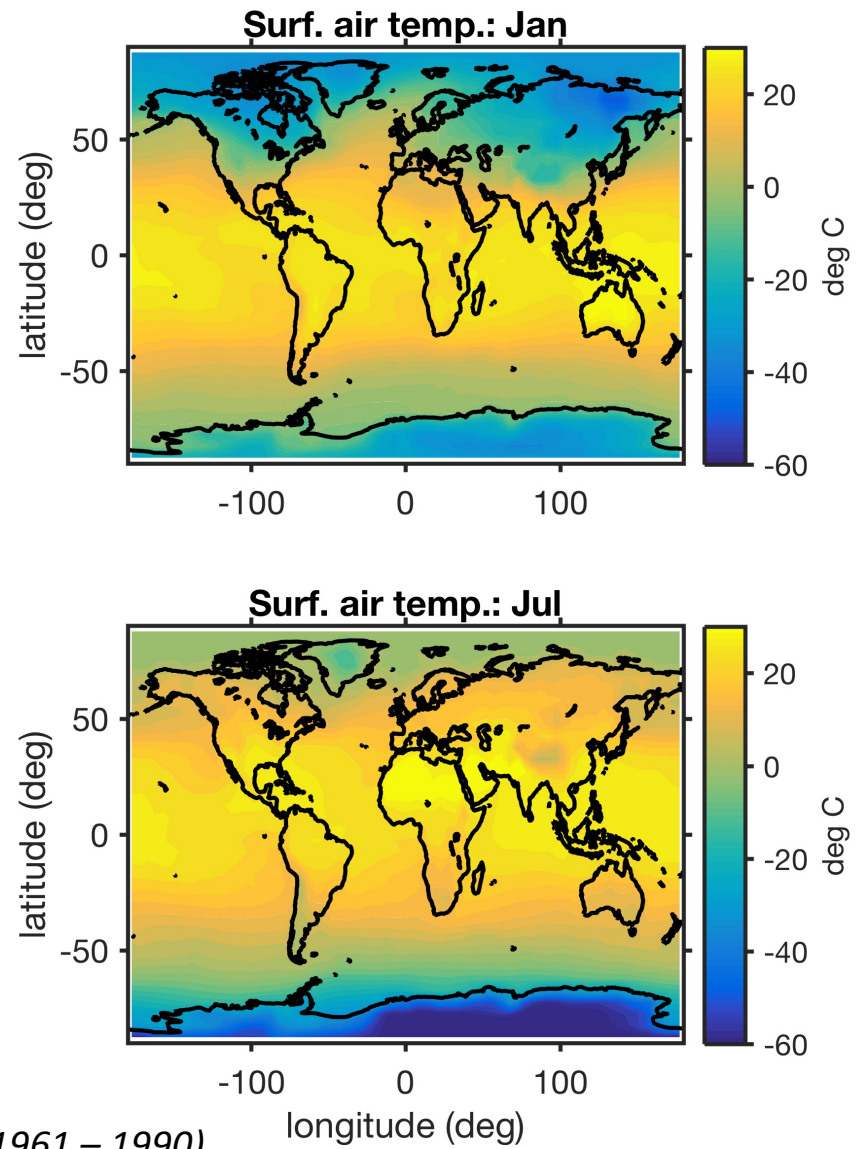 Surf. air temp.: Jan
latitude (deg)
50
0
-50
-100 0 100
20
0
-20
-40
-60
deg C
Surf. air temp.: Jul
latitude (deg)
50
0
-50
-100 0 100
20
0
-20
-40
-60
deg C
longitude (deg)
1961 – 1990)